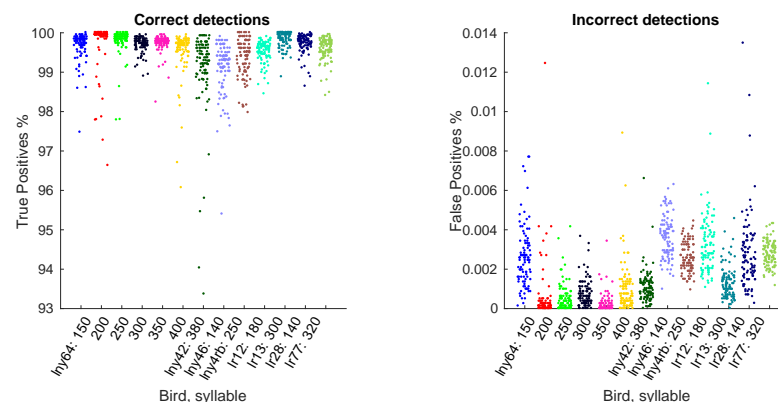 Correct detections
True Positives %
100
99
98
97
96
95
94
93
lny64: 150
200
250
300
350
400
lny42: 380
lny46: 140
lny4rb: 250
lr12: 180
lr13: 300
lr28: 140
lr77: 320
Bird, syllable
Incorrect detections
False Positives %
0.014
0.012
0.01
0.008
0.006
0.004
0.002
0
lny64: 150
200
250
300
350
400
lny42: 380
lny46: 140
lny4rb: 250
lr12: 180
lr13: 300
lr28: 140
lr77: 320
Bird, syllable